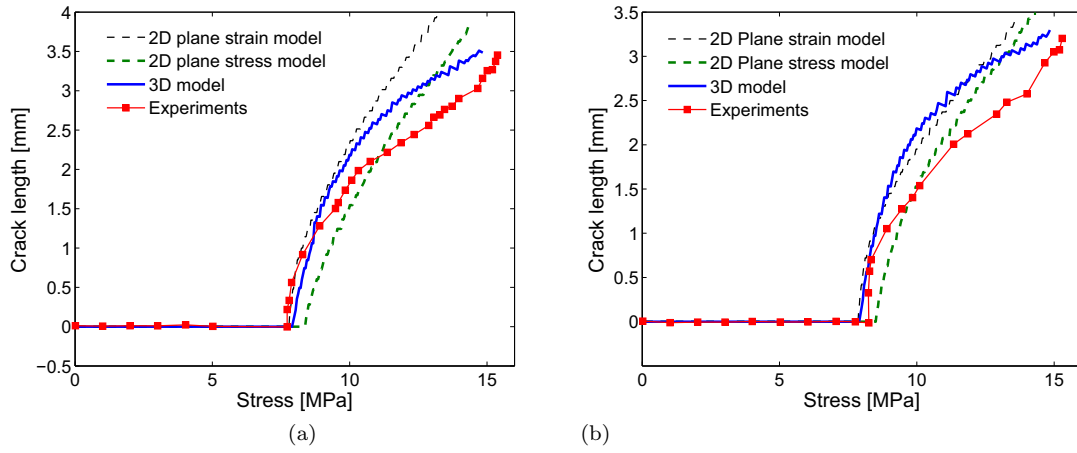 4
3.5
3
2.5
2
1.5
1
0.5
0
−0.5
0 5 10 15
Crack length [mm]
Stress [MPa]
2D plane strain model
2D plane stress model
3D model
Experiments
(a)
3.5
3
2.5
2
1.5
1
0.5
0
0 5 10 15
Crack length [mm]
Stress [MPa]
2D Plane strain model
2D Plane stress model
3D model
Experiments
(b)